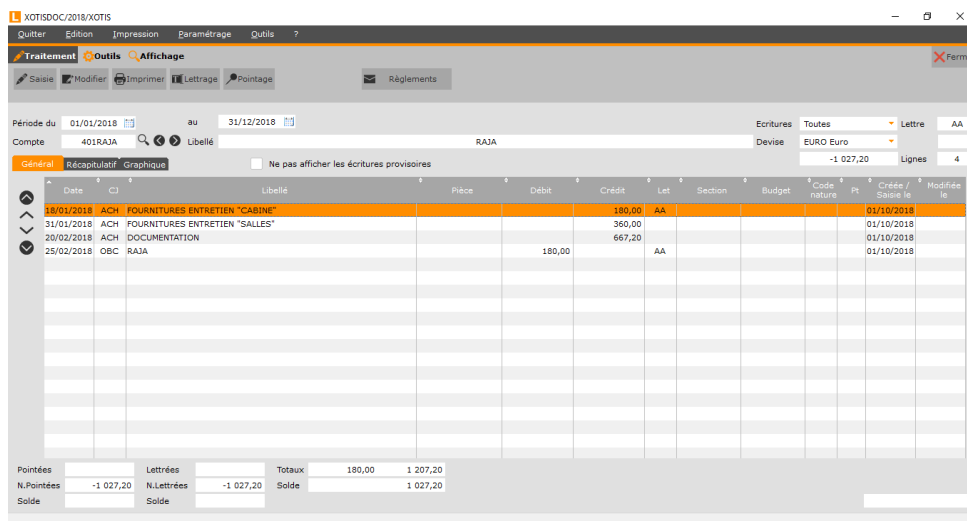 L XOTISDOC/2018/XOTIS
Quitter Edition Impression Paramétrage Outils ?
Traitement Outils Affichage Ferm
Saisie Modifier Imprimer Lettrage Pointage Règlements
Période du 01/01/2018 au 31/12/2018 Ecritures Toutes Lettre AA
Compte 401RAJA Libellé RAJA Devise EURO Euro
Général Récapitulatif Graphique Ne pas afficher les écritures provisoires -1 027,20 Lignes 4
Date CJ Libellé Pièce Débit Crédit Let Section Budget Code nature Pt Créée / Saisie le Modifiée le
18/01/2018 ACH FOURNITURES ENTRETIEN "CABINE" 180,00 AA 01/10/2018
31/01/2018 ACH FOURNITURES ENTRETIEN "SALLES" 360,00 01/10/2018
20/02/2018 ACH DOCUMENTATION 667,20 01/10/2018
25/02/2018 OBC RAJA 180,00 AA 01/10/2018
Pointées Lettrées Totaux 180,00 1 207,20
N.Pointées -1 027,20 N.Lettrées -1 027,20 Solde 1 027,20
Solde Solde